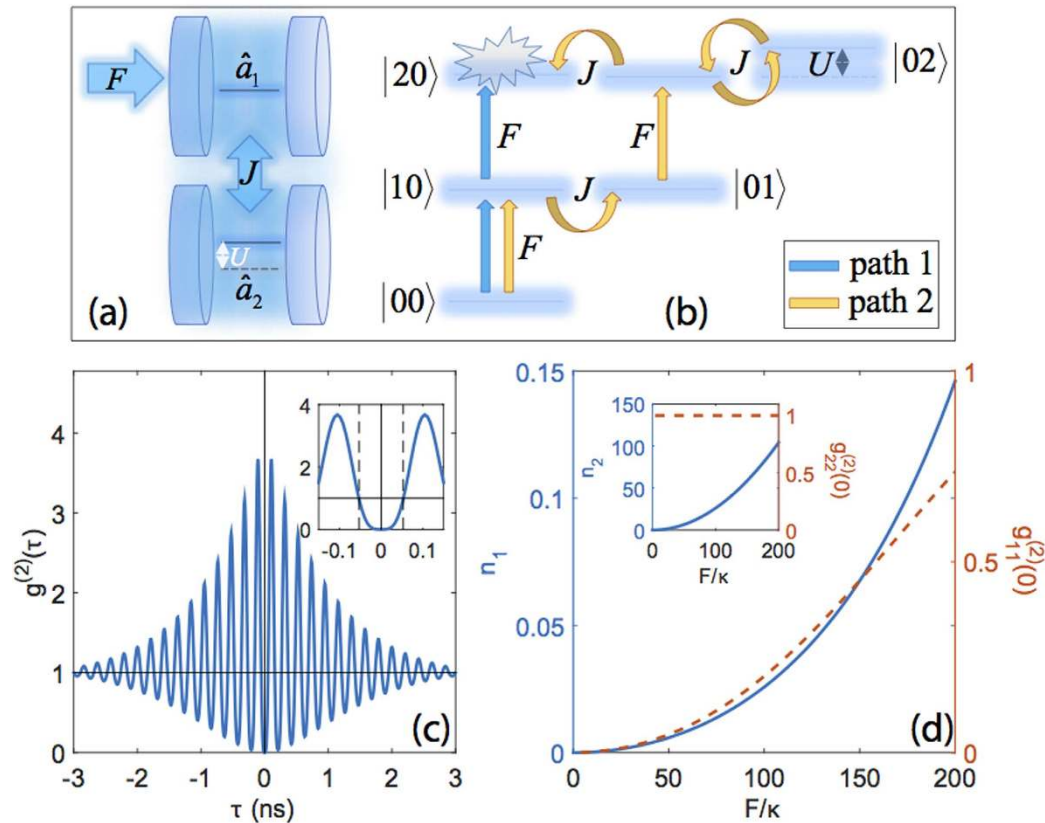 F
â₁
J
U
â₂
(a)
|20⟩ J J U |02⟩
F F
|10⟩ J |01⟩
F
|00⟩
(b)
path 1
path 2
4
3
2
1
0
g⁽²⁾(τ)
-3 -2 -1 0 1 2 3
τ (ns)
4
2
0
-0.1 0 0.1
(c)
0.15
0.1
0.05
0
n₁
0 50 100 150 200
F/κ
1
0.5
0
g₁₁⁽²⁾(0)
150
100
50
0
n₂
0 100 200
F/κ
1
0.5
0
g₂₂⁽²⁾(0)
(d)